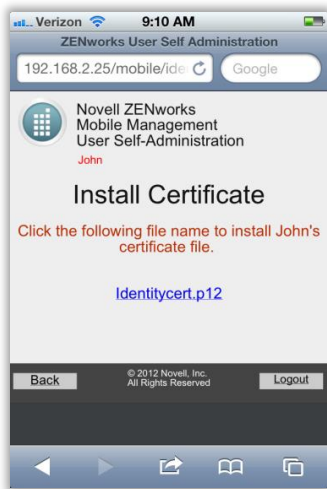 Verizon 9:10 AM
ZENworks User Self Administration
192.168.2.25/mobile/ide
Google
Novell ZENworks
Mobile Management
User Self-Administration
John
Install Certificate
Click the following file name to install John's
certificate file.
Identitycert.p12
Back
© 2012 Novell, Inc.
All Rights Reserved
Logout